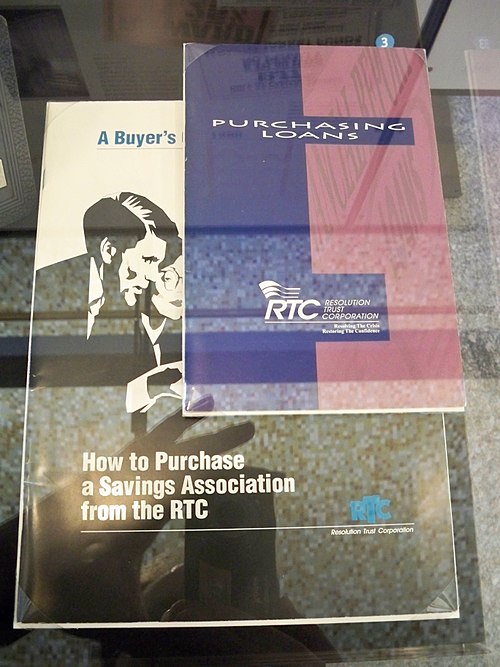 3
PURCHASING
LOANS
RTC
RESOLUTION
TRUST
CORPORATION
Resolving The Crisis
Restoring The Confidence
A Buyer's
How to Purchase
a Savings Association
from the RTC
RTC
Resolution Trust Corporation